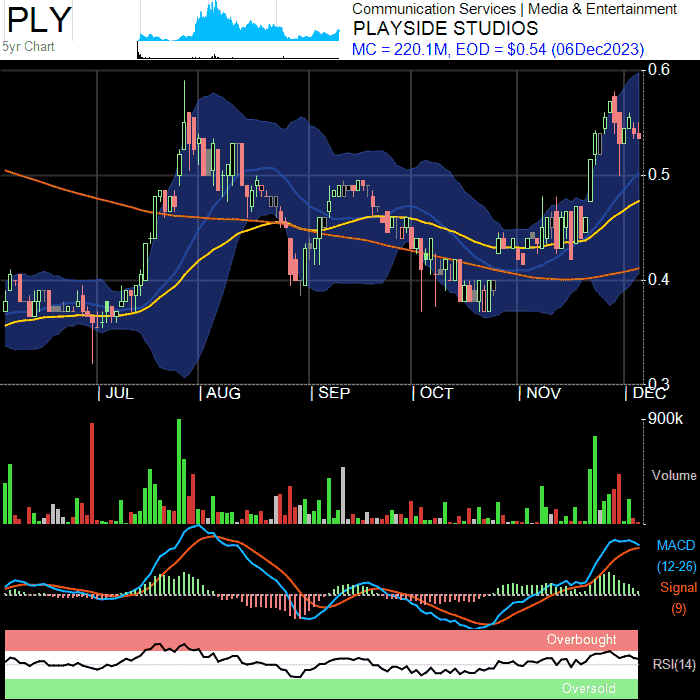 PLY
5yr Chart
Communication Services | Media & Entertainment
PLAYSIDE STUDIOS
MC = 220.1M, EOD = $0.54 (06Dec2023)
0.6
0.5
0.4
0.3
| JUL | AUG | SEP | OCT | NOV | DEC
900k
Volume
MACD
(12-26)
Signal
(9)
Overbought
RSI(14)
Oversold